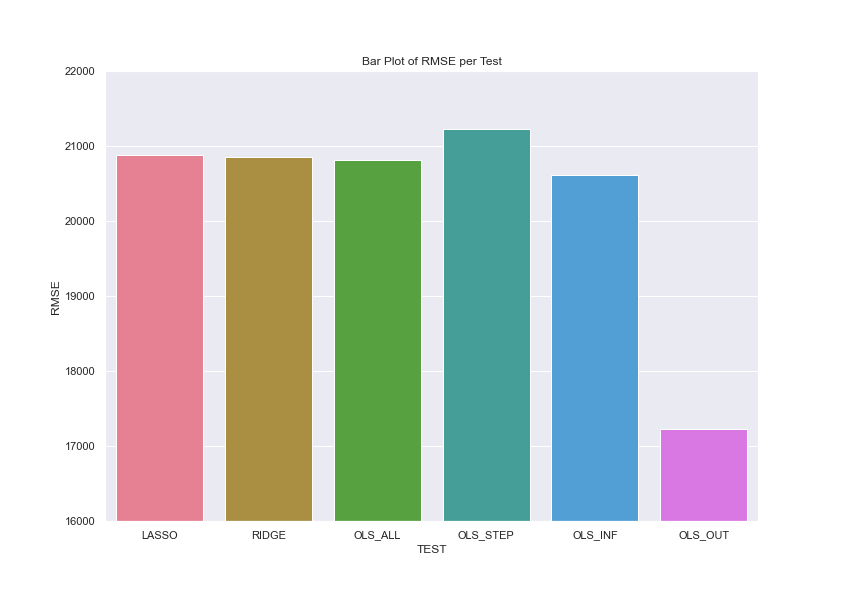 Bar Plot of RMSE per Test
22000
21000
20000
19000
18000
17000
16000
RMSE
LASSO RIDGE OLS_ALL OLS_STEP OLS_INF OLS_OUT
TEST